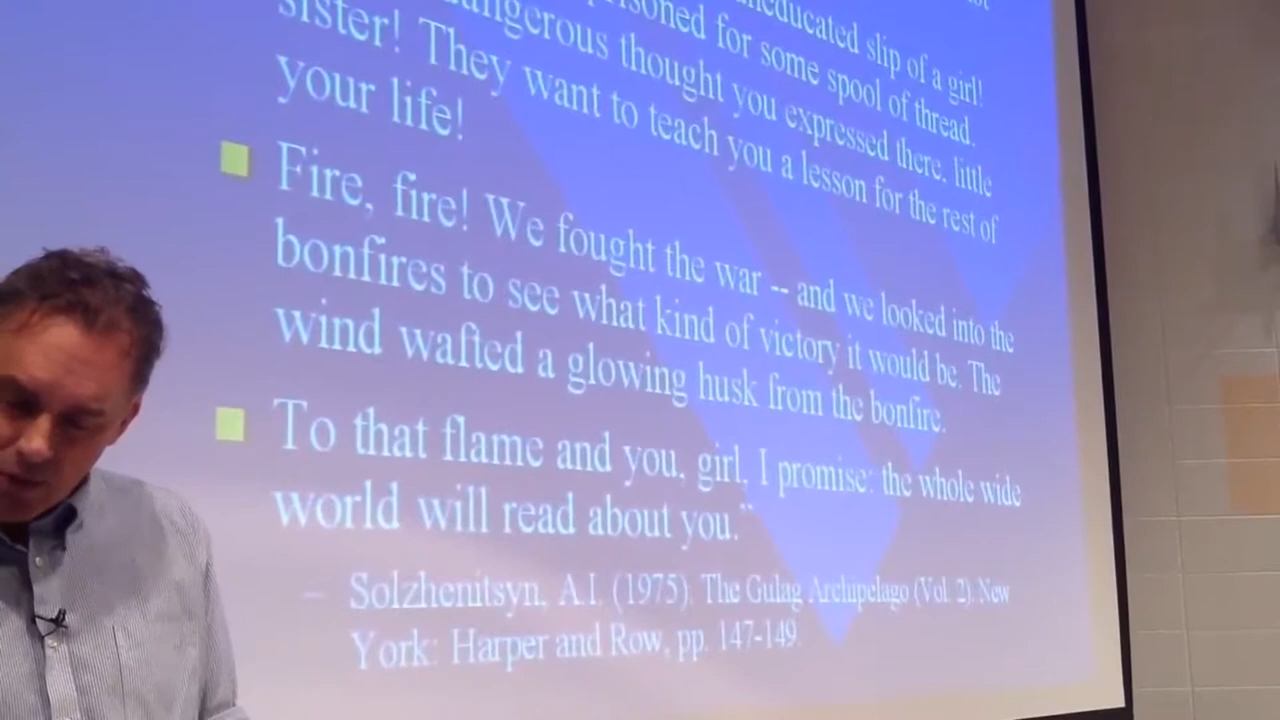 uneducated slip of a girl!
for some spool of thread.
dangerous thought you expressed there, little
sister! They want to teach you a lesson for the rest of
your life!
Fire, fire! We fought the war -- and we looked into the
bonfires to see what kind of victory it would be. The
wind wafted a glowing husk from the bonfire.
To that flame and you, girl, I promise: the whole wide
world will read about you.”
– Solzhenitsyn, A.I. (1975). The Gulag Archipelago (Vol. 2). New
York: Harper and Row, pp. 147-149.